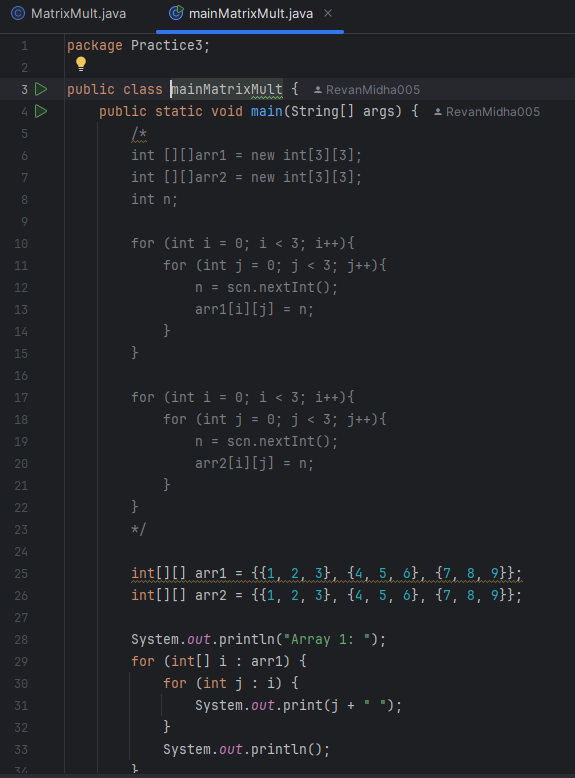 MatrixMult.java mainMatrixMult.java ×
1 package Practice3;
2
3 public class mainMatrixMult { RevanMidha005
4 public static void main(String[] args) { RevanMidha005
5 /*
6 int [][]arr1 = new int[3][3];
7 int [][]arr2 = new int[3][3];
8 int n;
9
10 for (int i = 0; i < 3; i++){
11 for (int j = 0; j < 3; j++){
12 n = scn.nextInt();
13 arr1[i][j] = n;
14 }
15 }
16
17 for (int i = 0; i < 3; i++){
18 for (int j = 0; j < 3; j++){
19 n = scn.nextInt();
20 arr2[i][j] = n;
21 }
22 }
23 */
24
25 int[][] arr1 = {{1, 2, 3}, {4, 5, 6}, {7, 8, 9}};
26 int[][] arr2 = {{1, 2, 3}, {4, 5, 6}, {7, 8, 9}};
27
28 System.out.println("Array 1: ");
29 for (int[] i : arr1) {
30 for (int j : i) {
31 System.out.print(j + " ");
32 }
33 System.out.println();
34 }